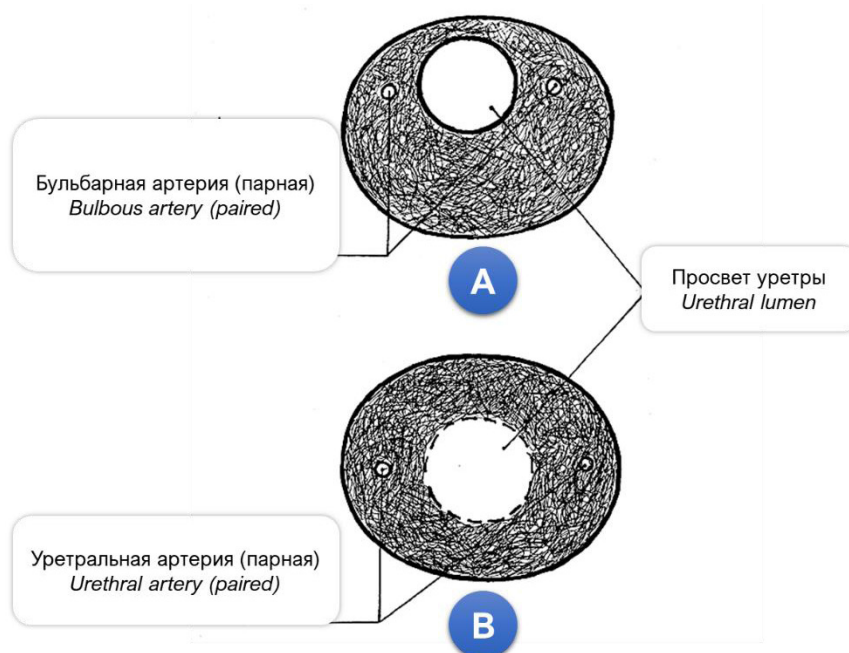 Бульбарная артерия (парная)
Bulbous artery (paired)
A
Просвет уретры
Urethral lumen
Уретральная артерия (парная)
Urethral artery (paired)
B